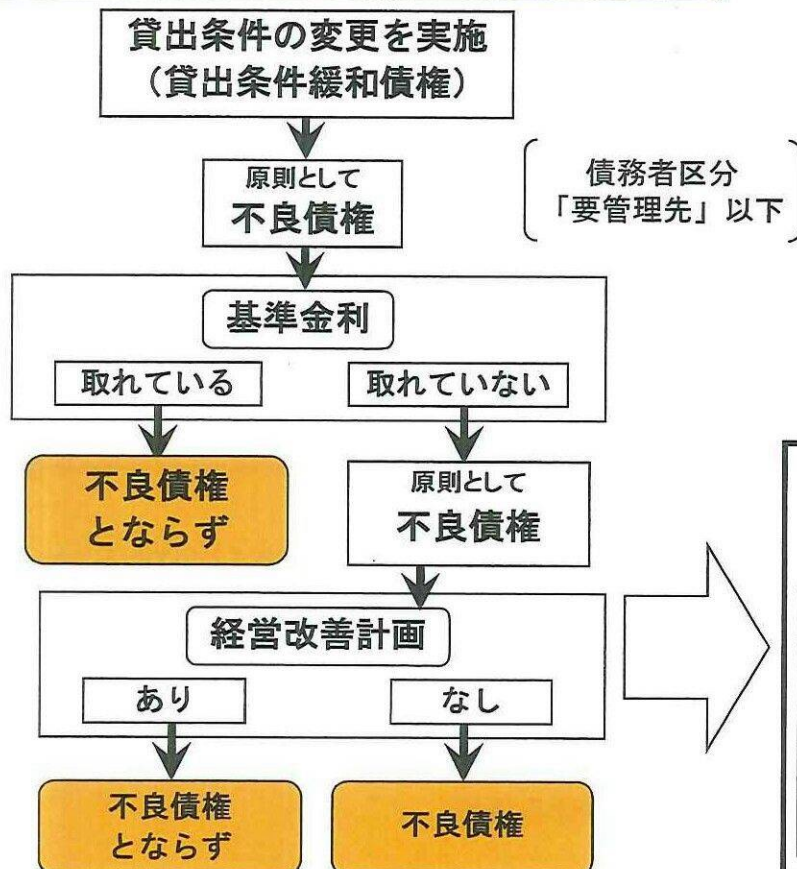 貸出条件の変更を実施
（貸出条件緩和債権）
原則として
不良債権
債務者区分
「要管理先」以下
基準金利
取れている
取れていない
不良債権
とならず
原則として
不良債権
経営改善計画
あり
なし
不良債権
とならず
不良債権